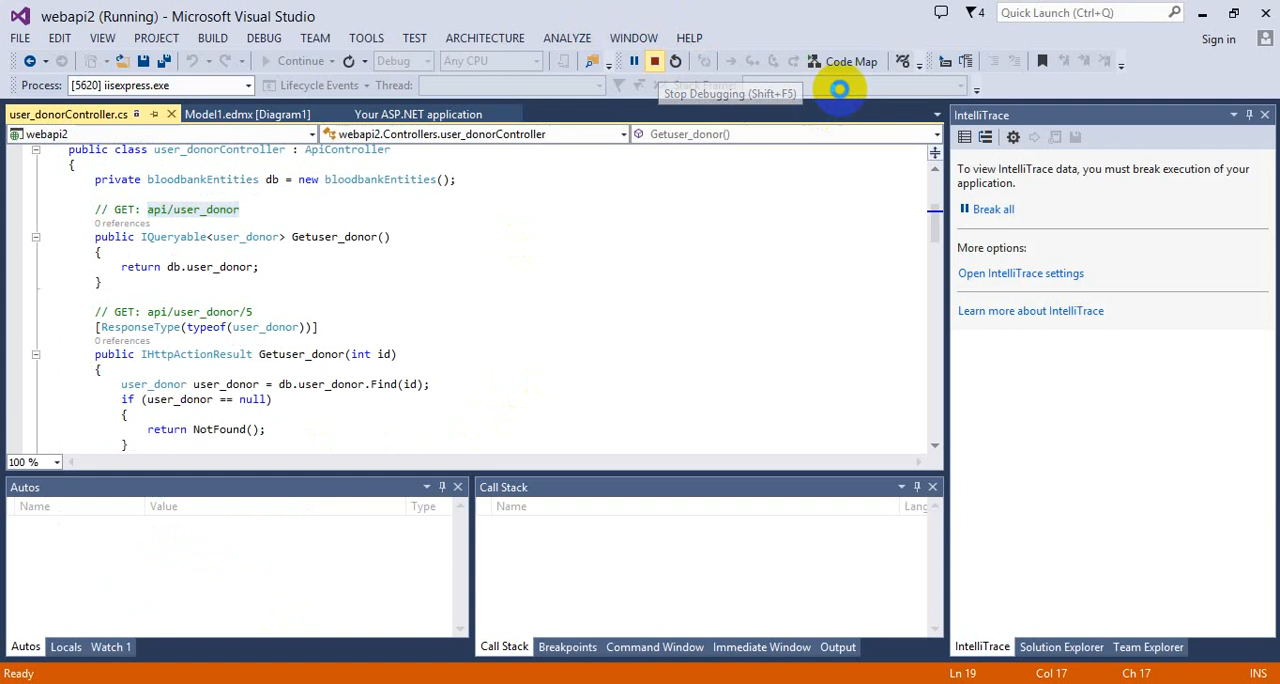 webapi2 (Running) - Microsoft Visual Studio
4
Quick Launch (Ctrl+Q)
FILE EDIT VIEW PROJECT BUILD DEBUG TEAM TOOLS TEST ARCHITECTURE ANALYZE WINDOW HELP
Sign in
Continue Debug Any CPU Code Map
Process: [5620] iisexpress.exe Lifecycle Events Thread: Stack Frame:
Stop Debugging (Shift+F5)
user_donorController.cs Model1.edmx [Diagram1] Your ASP.NET application
webapi2 webapi2.Controllers.user_donorController Getuser_donor()
public class user_donorController : ApiController
{
private bloodbankEntities db = new bloodbankEntities();
// GET: api/user_donor
0 references
public IQueryable<user_donor> Getuser_donor()
{
return db.user_donor;
}
// GET: api/user_donor/5
[ResponseType(typeof(user_donor))]
0 references
public IHttpActionResult Getuser_donor(int id)
{
user_donor user_donor = db.user_donor.Find(id);
if (user_donor == null)
{
return NotFound();
}
100 %
IntelliTrace
To view IntelliTrace data, you must break execution of your
application.
Break all
More options:
Open IntelliTrace settings
Learn more about IntelliTrace
Autos
Name Value Type
Call Stack
Name Lang
Autos Locals Watch 1
Call Stack Breakpoints Command Window Immediate Window Output
IntelliTrace Solution Explorer Team Explorer
Ready Ln 19 Col 17 Ch 17 INS